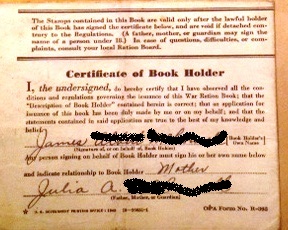 The Stamps contained in this Book are valid only after the lawful holder
of this Book has signed the certificate below, and are void if detached con-
trary to the Regulations. (A father, mother, or guardian may sign the
name of a person under 18.) In case of questions, difficulties, or com-
plaints, consult your local Ration Board.
Certificate of Book Holder
I, the undersigned, do hereby certify that I have observed all the
conditions and regulations governing the issuance of this War Ration Book; that the
"Description of Book Holder" contained herein is correct; that an application for
issuance of this book has been duly made by me or on my behalf; and that the
statements contained in said application are true to the best of my knowledge and
belief.
James (Book Holder's Own Name)
(Signature of, or on behalf of, Book Holder)
Any person signing on behalf of Book Holder must sign his or her own name below
and indicate relationship to Book Holder Mother
Julia A.
(Father, Mother, or Guardian)
U. S. GOVERNMENT PRINTING OFFICE OPA Form No. R-302